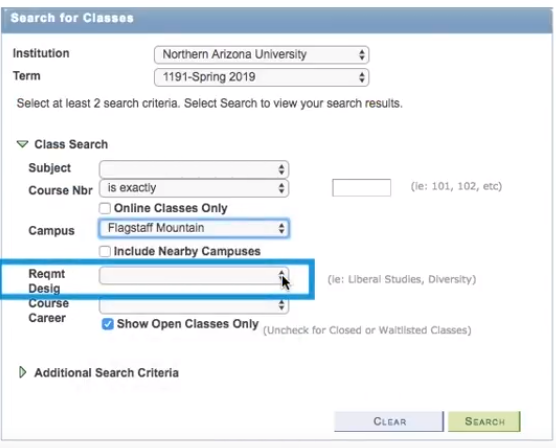 Search for Classes
Institution Northern Arizona University
Term 1191-Spring 2019
Select at least 2 search criteria. Select Search to view your search results.
Class Search
Subject
Course Nbr is exactly (ie: 101, 102, etc)
Online Classes Only
Campus Flagstaff Mountain
Include Nearby Campuses
Reqmt (ie: Liberal Studies, Diversity)
Desig
Course
Career
Show Open Classes Only (Uncheck for Closed or Waitlisted Classes)
Additional Search Criteria
CLEAR SEARCH